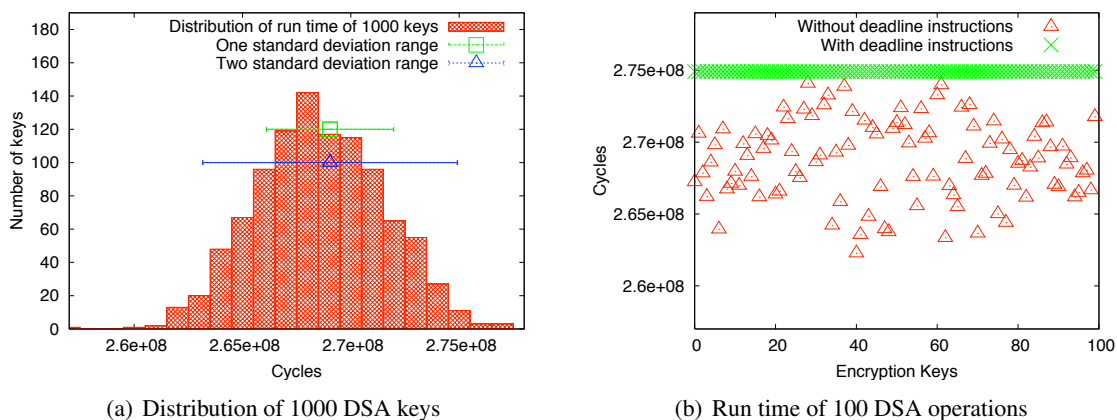 Number of keys
180
160
140
120
100
80
60
40
20
0
Distribution of run time of 1000 keys
One standard deviation range
Two standard deviation range
2.6e+08 2.65e+08 2.7e+08 2.75e+08
Cycles
(a) Distribution of 1000 DSA keys
Cycles
2.75e+08
2.7e+08
2.65e+08
2.6e+08
Without deadline instructions
With deadline instructions
0 20 40 60 80 100
Encryption Keys
(b) Run time of 100 DSA operations